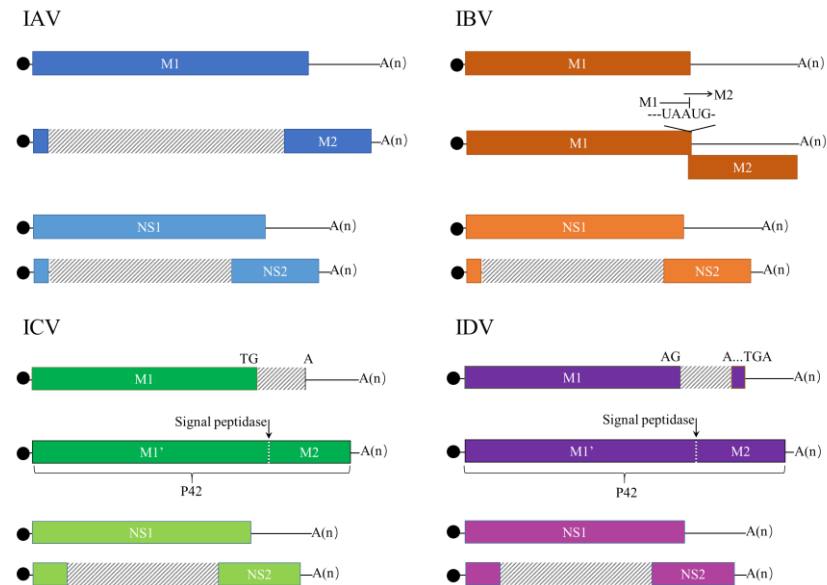 IAV
M1 A(n)
M2 A(n)
NS1 A(n)
NS2 A(n)
IBV
M1 A(n)
M1 M2
---UAAUG-
M1 A(n)
M2
NS1 A(n)
NS2 A(n)
ICV
TG A
M1 A(n)
Signal peptidase
M1’ M2 A(n)
P42
NS1 A(n)
NS2 A(n)
IDV
AG A...TGA
M1 A(n)
Signal peptidase
M1’ M2 A(n)
P42
NS1 A(n)
NS2 A(n)